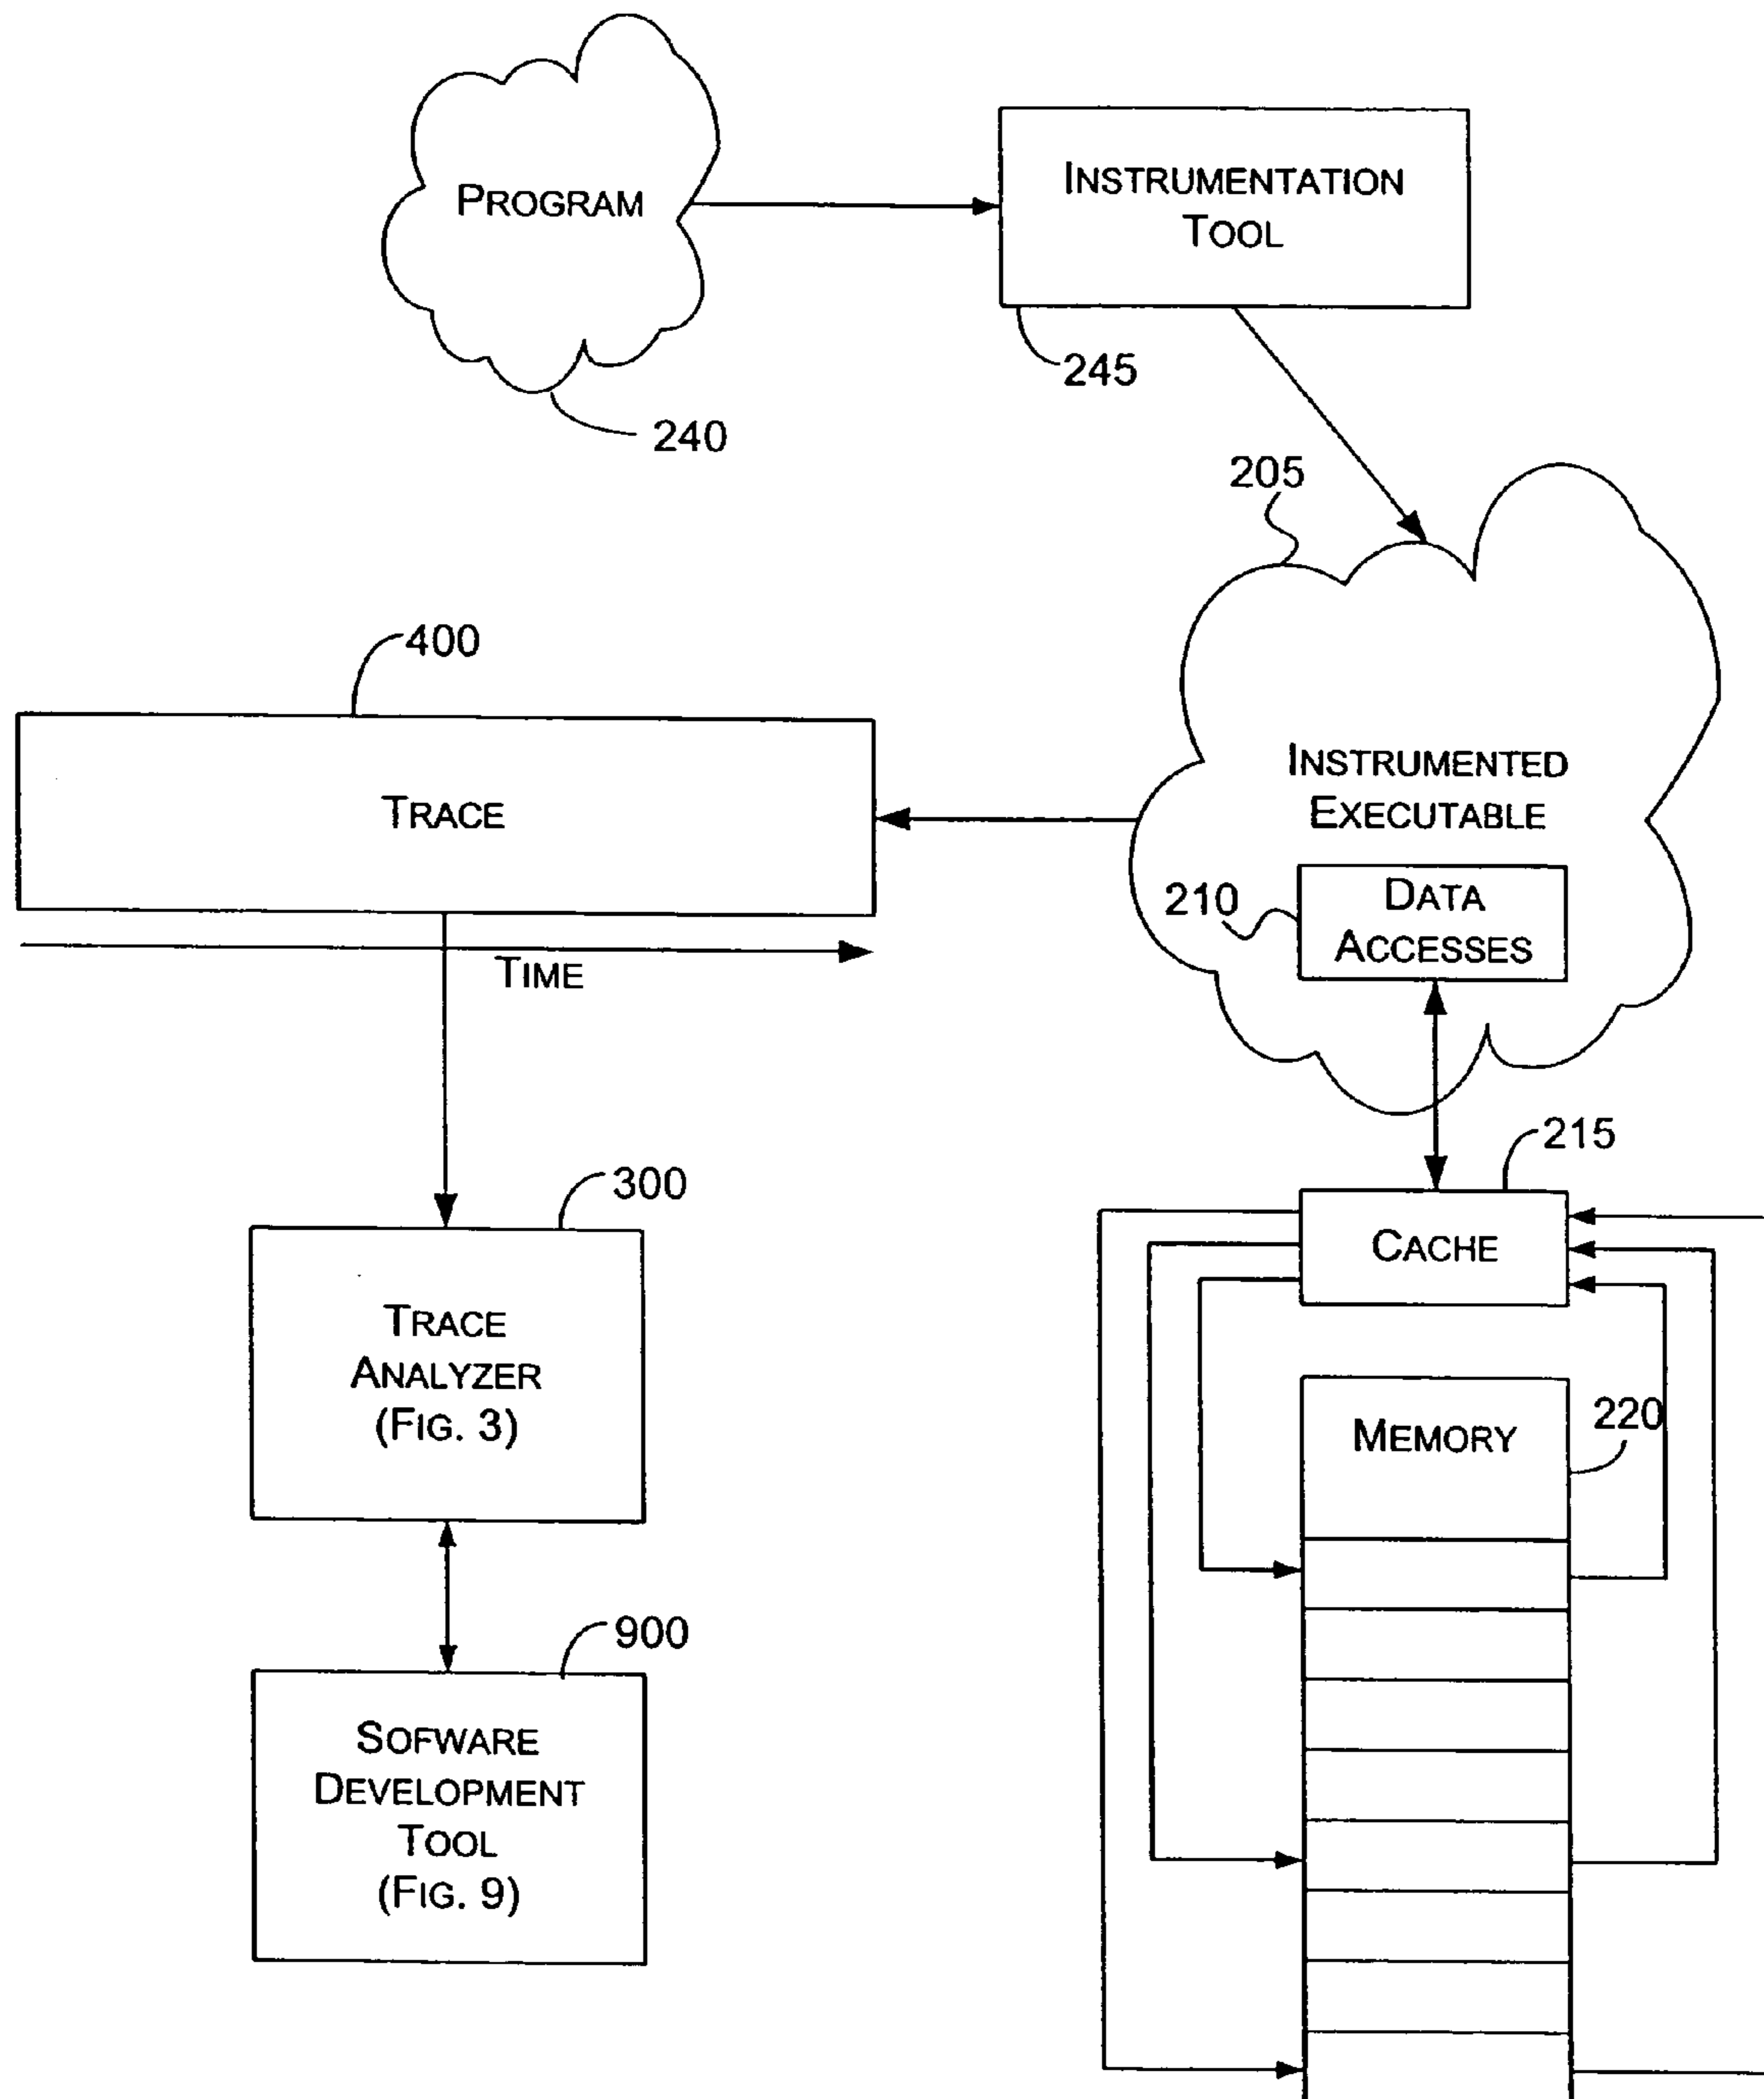 PROGRAM
INSTRUMENTATION
TOOL
245
240
205
400
TRACE
TIME
INSTRUMENTED
EXECUTABLE
210
DATA
ACCESSES
215
CACHE
300
TRACE
ANALYZER
(FIG. 3)
MEMORY
220
900
SOFWARE
DEVELOPMENT
TOOL
(FIG. 9)